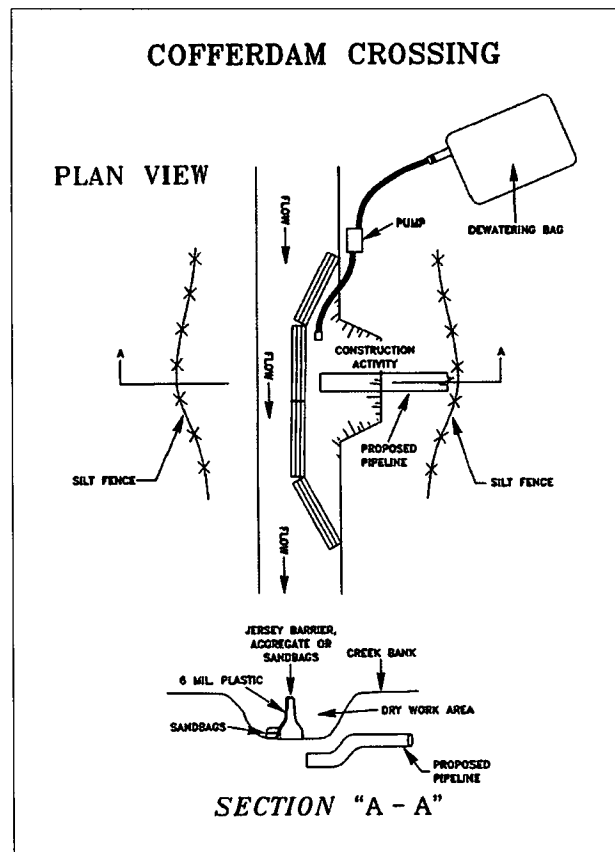 COFFERDAM CROSSING
PLAN VIEW
FLOW
PUMP
DEWATERING BAG
A
FLOW
CONSTRUCTION
ACTIVITY
A
PROPOSED
PIPELINE
SILT FENCE
SILT FENCE
FLOW
JERSEY BARRIER,
AGGREGATE OR
SANDBAGS
6 MIL. PLASTIC
CREEK BANK
SANDBAGS
DRY WORK AREA
PROPOSED
PIPELINE
SECTION "A - A"